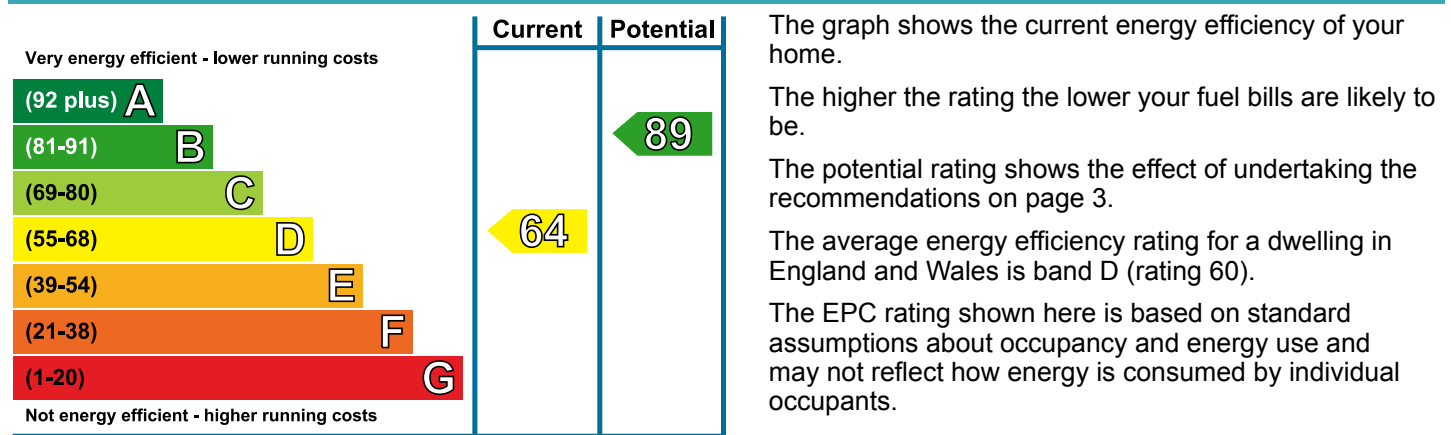 Current Potential
Very energy efficient - lower running costs
(92 plus) A
(81-91) B
89
(69-80) C
(55-68) D
64
(39-54) E
(21-38) F
(1-20) G
Not energy efficient - higher running costs
The graph shows the current energy efficiency of your
home.
The higher the rating the lower your fuel bills are likely to
be.
The potential rating shows the effect of undertaking the
recommendations on page 3.
The average energy efficiency rating for a dwelling in
England and Wales is band D (rating 60).
The EPC rating shown here is based on standard
assumptions about occupancy and energy use and
may not reflect how energy is consumed by individual
occupants.